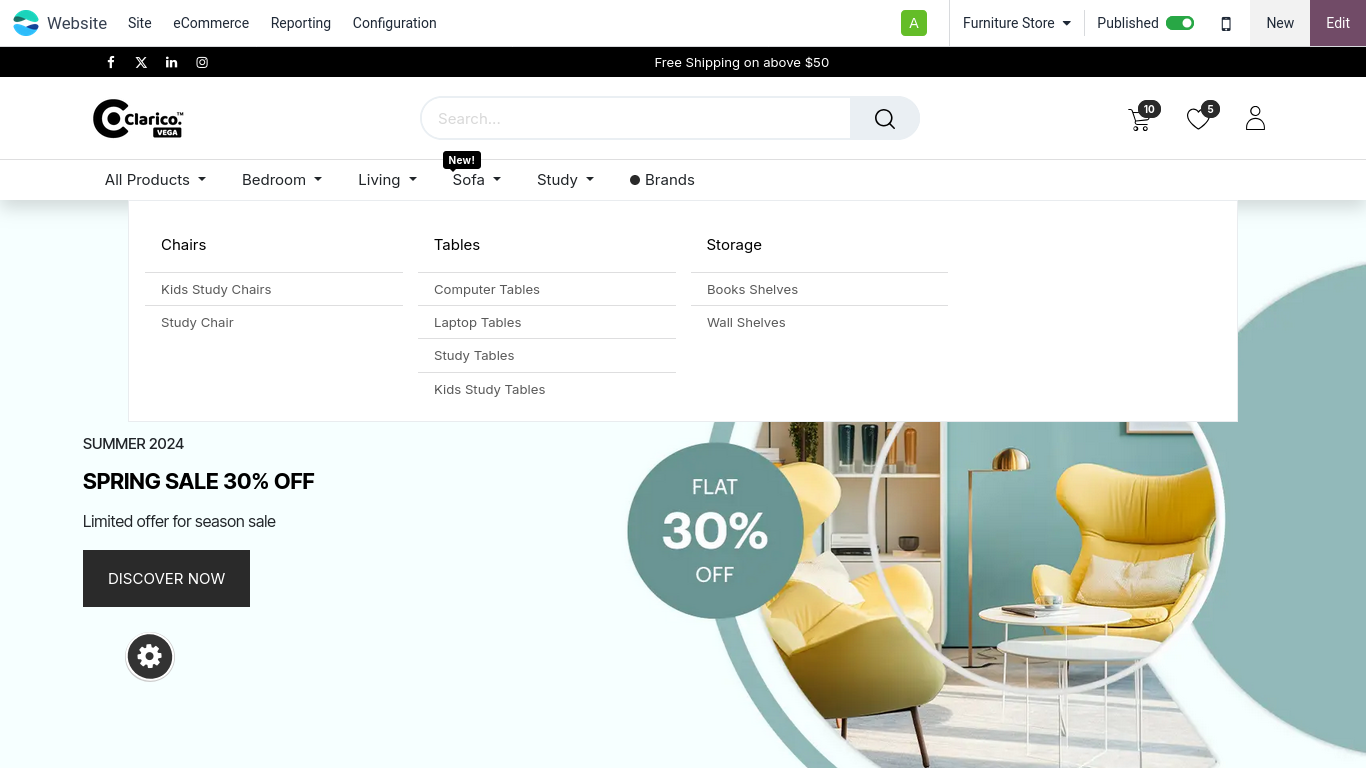 Website Site eCommerce Reporting Configuration A Furniture Store Published New Edit
Free Shipping on above $50
Clarico.™ VEGA Search... 10 5
New!
All Products Bedroom Living Sofa Study Brands
Chairs Tables Storage
Kids Study Chairs Computer Tables Books Shelves
Study Chair Laptop Tables Wall Shelves
Study Tables
Kids Study Tables
SUMMER 2024
SPRING SALE 30% OFF
Limited offer for season sale
DISCOVER NOW
FLAT
30%
OFF